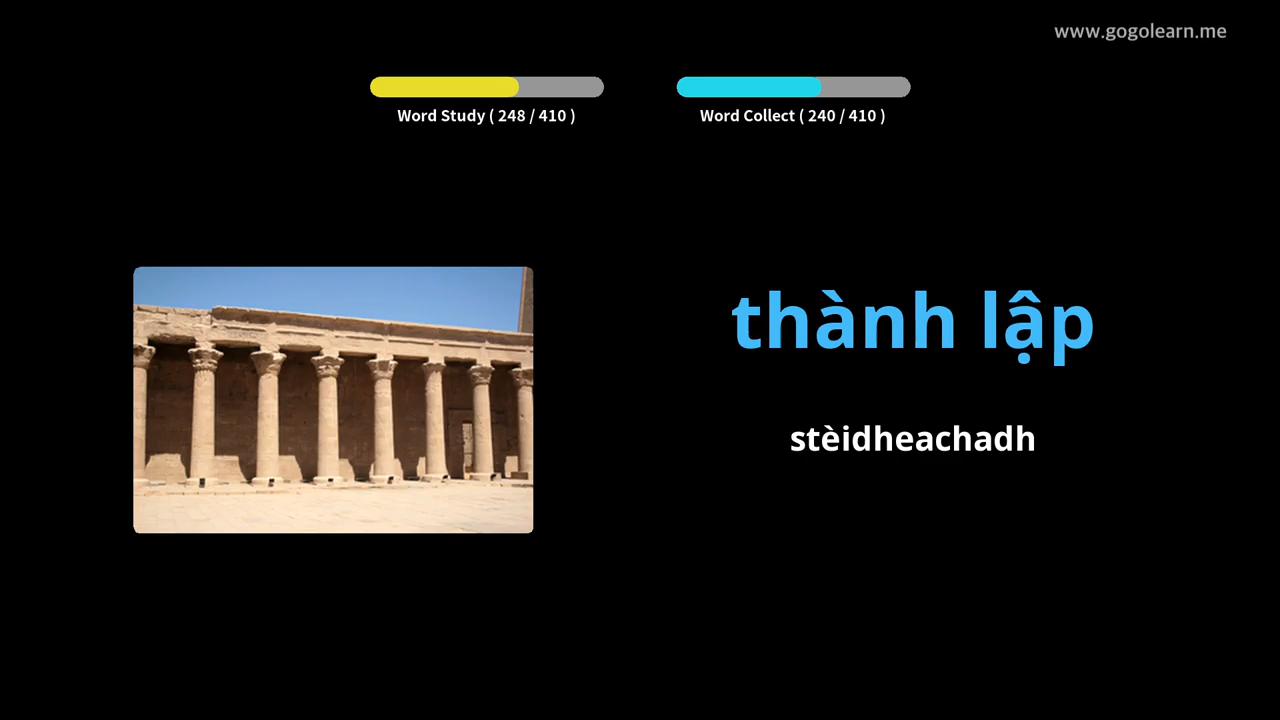 www.gogolearn.me
Word Study ( 248 / 410 )
Word Collect ( 240 / 410 )
thành lập
stèidheachadh